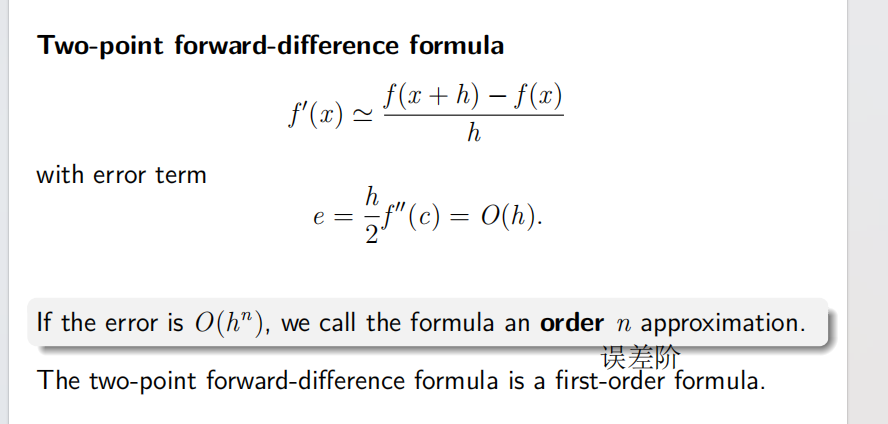 Two-point forward-difference formula
f′(x) ≃ \frac{f(x + h) − f(x)}{h}
with error term
e = \frac{h}{2} f″(c) = O(h).
If the error is O(hⁿ), we call the formula an order n approximation.
误差阶
The two-point forward-difference formula is a first-order formula.